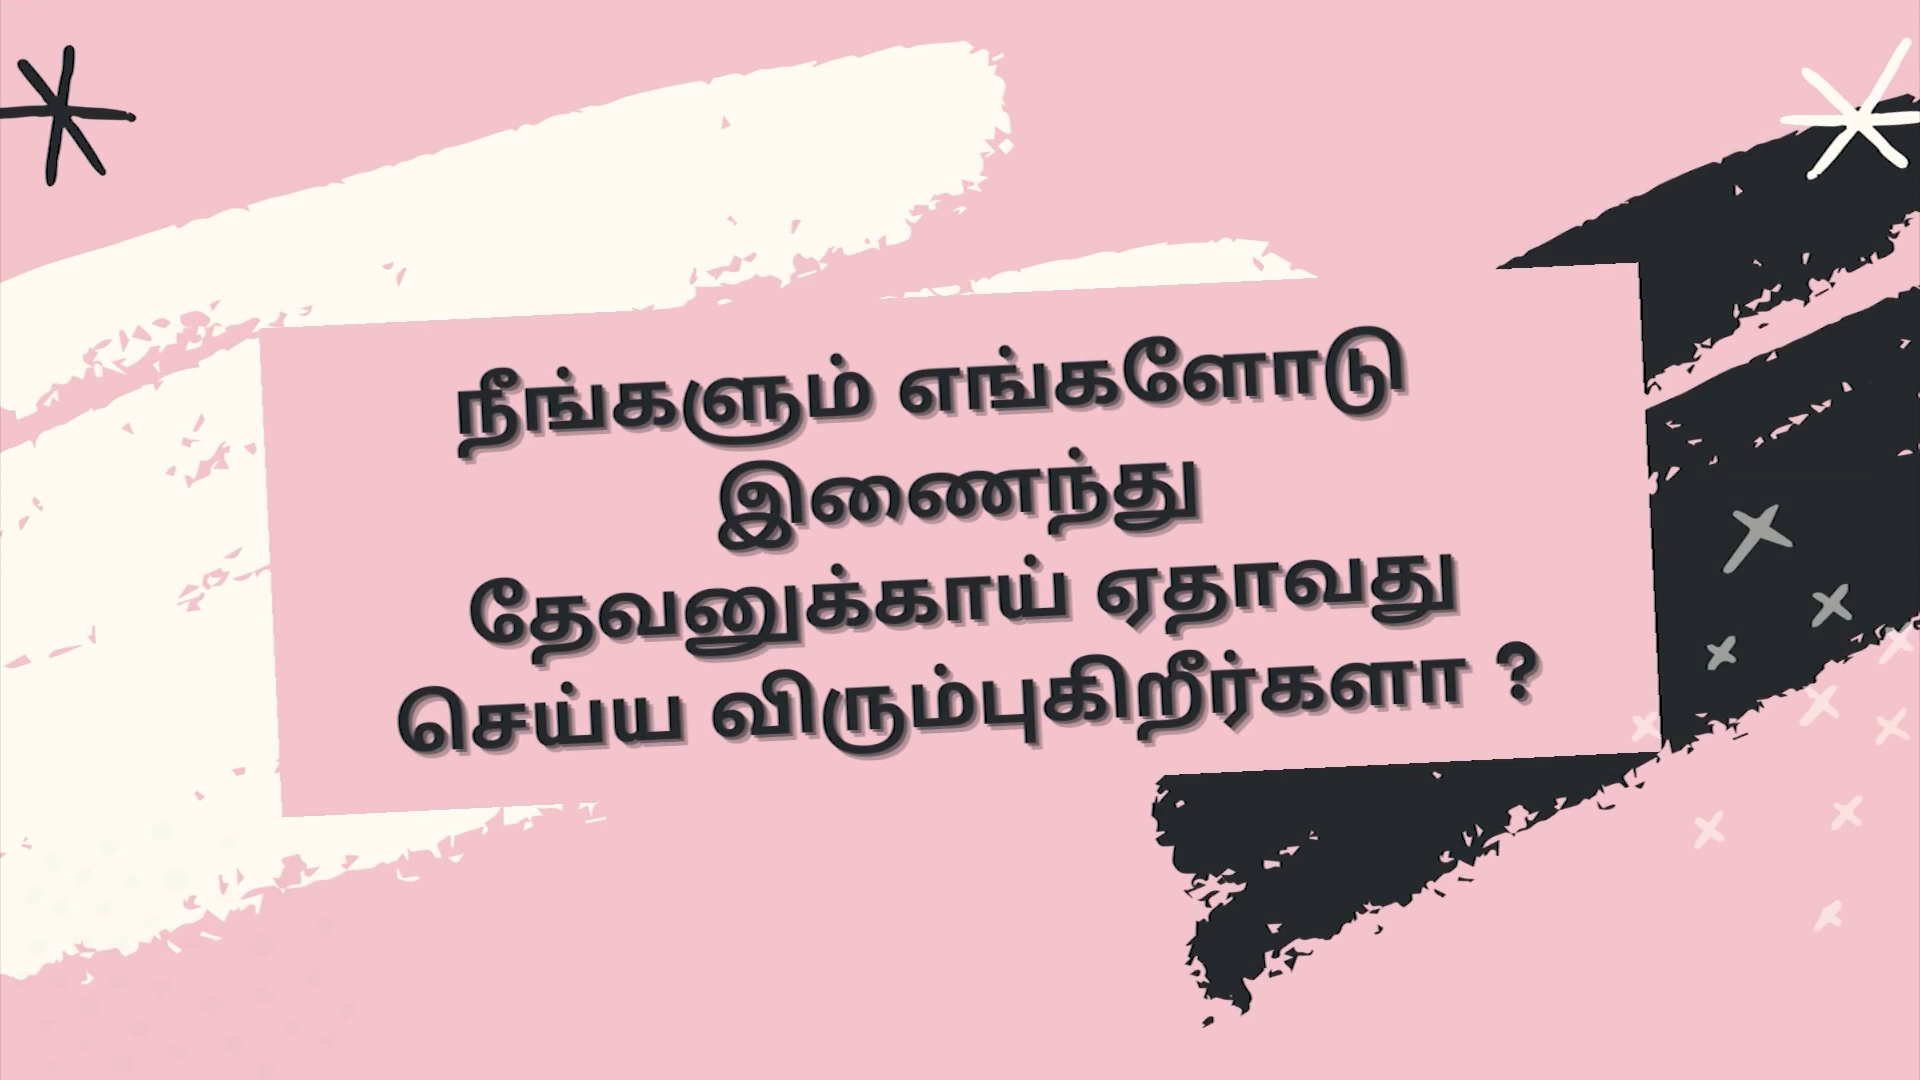 நீங்களும் எங்களோடு
இணைந்து
தேவனுக்காய் ஏதாவது
செய்ய விரும்புகிறீர்களா ?